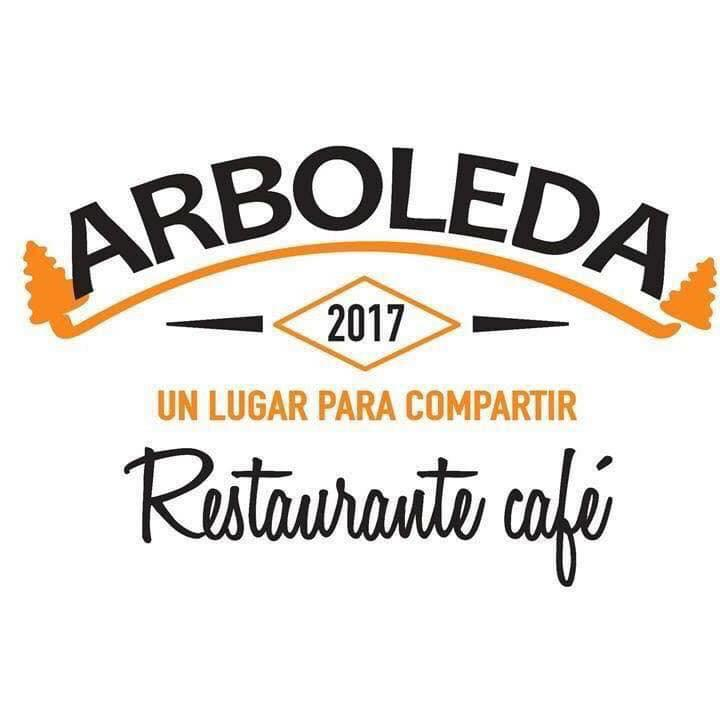 ARBOLEDA
2017
UN LUGAR PARA COMPARTIR
Restaurante café